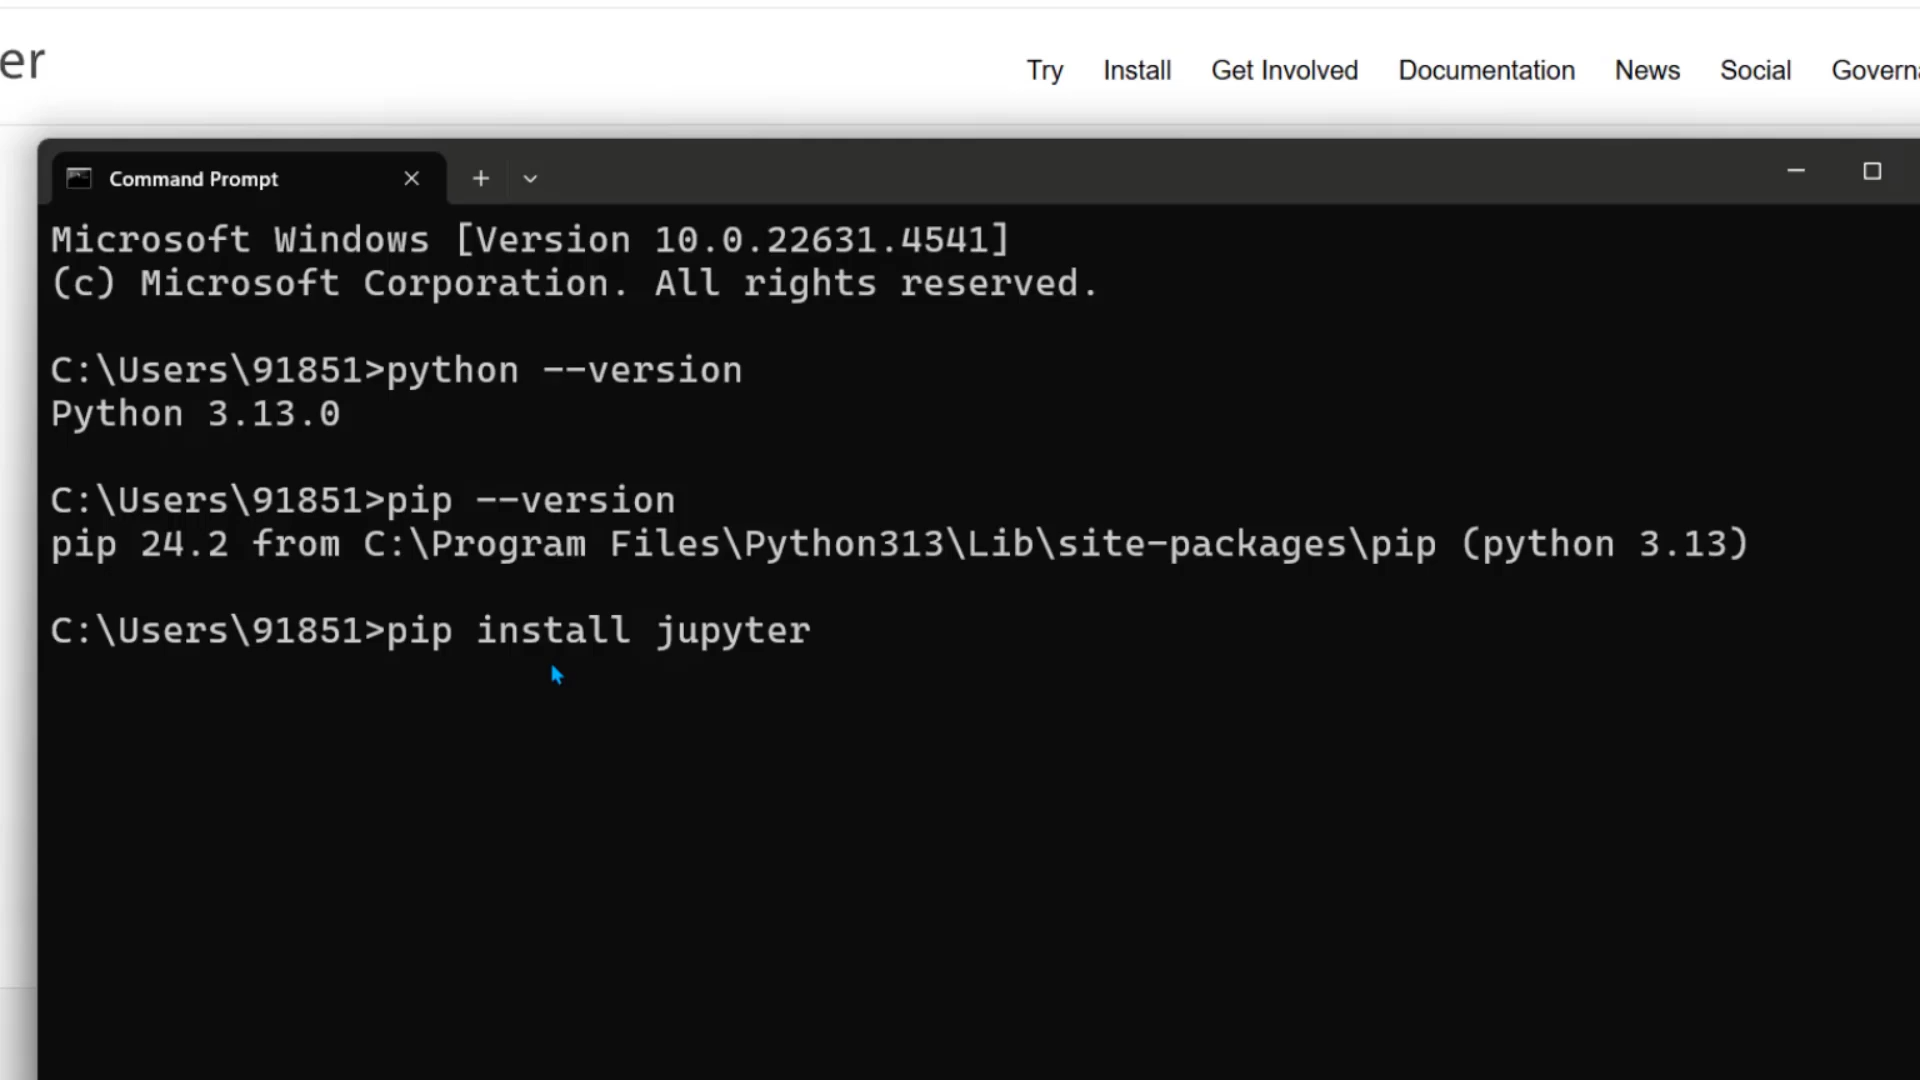 er
Try Install Get Involved Documentation News Social Governa
Command Prompt
Microsoft Windows [Version 10.0.22631.4541]
(c) Microsoft Corporation. All rights reserved.
C:\Users\91851>python --version
Python 3.13.0
C:\Users\91851>pip --version
pip 24.2 from C:\Program Files\Python313\Lib\site-packages\pip (python 3.13)
C:\Users\91851>pip install jupyter